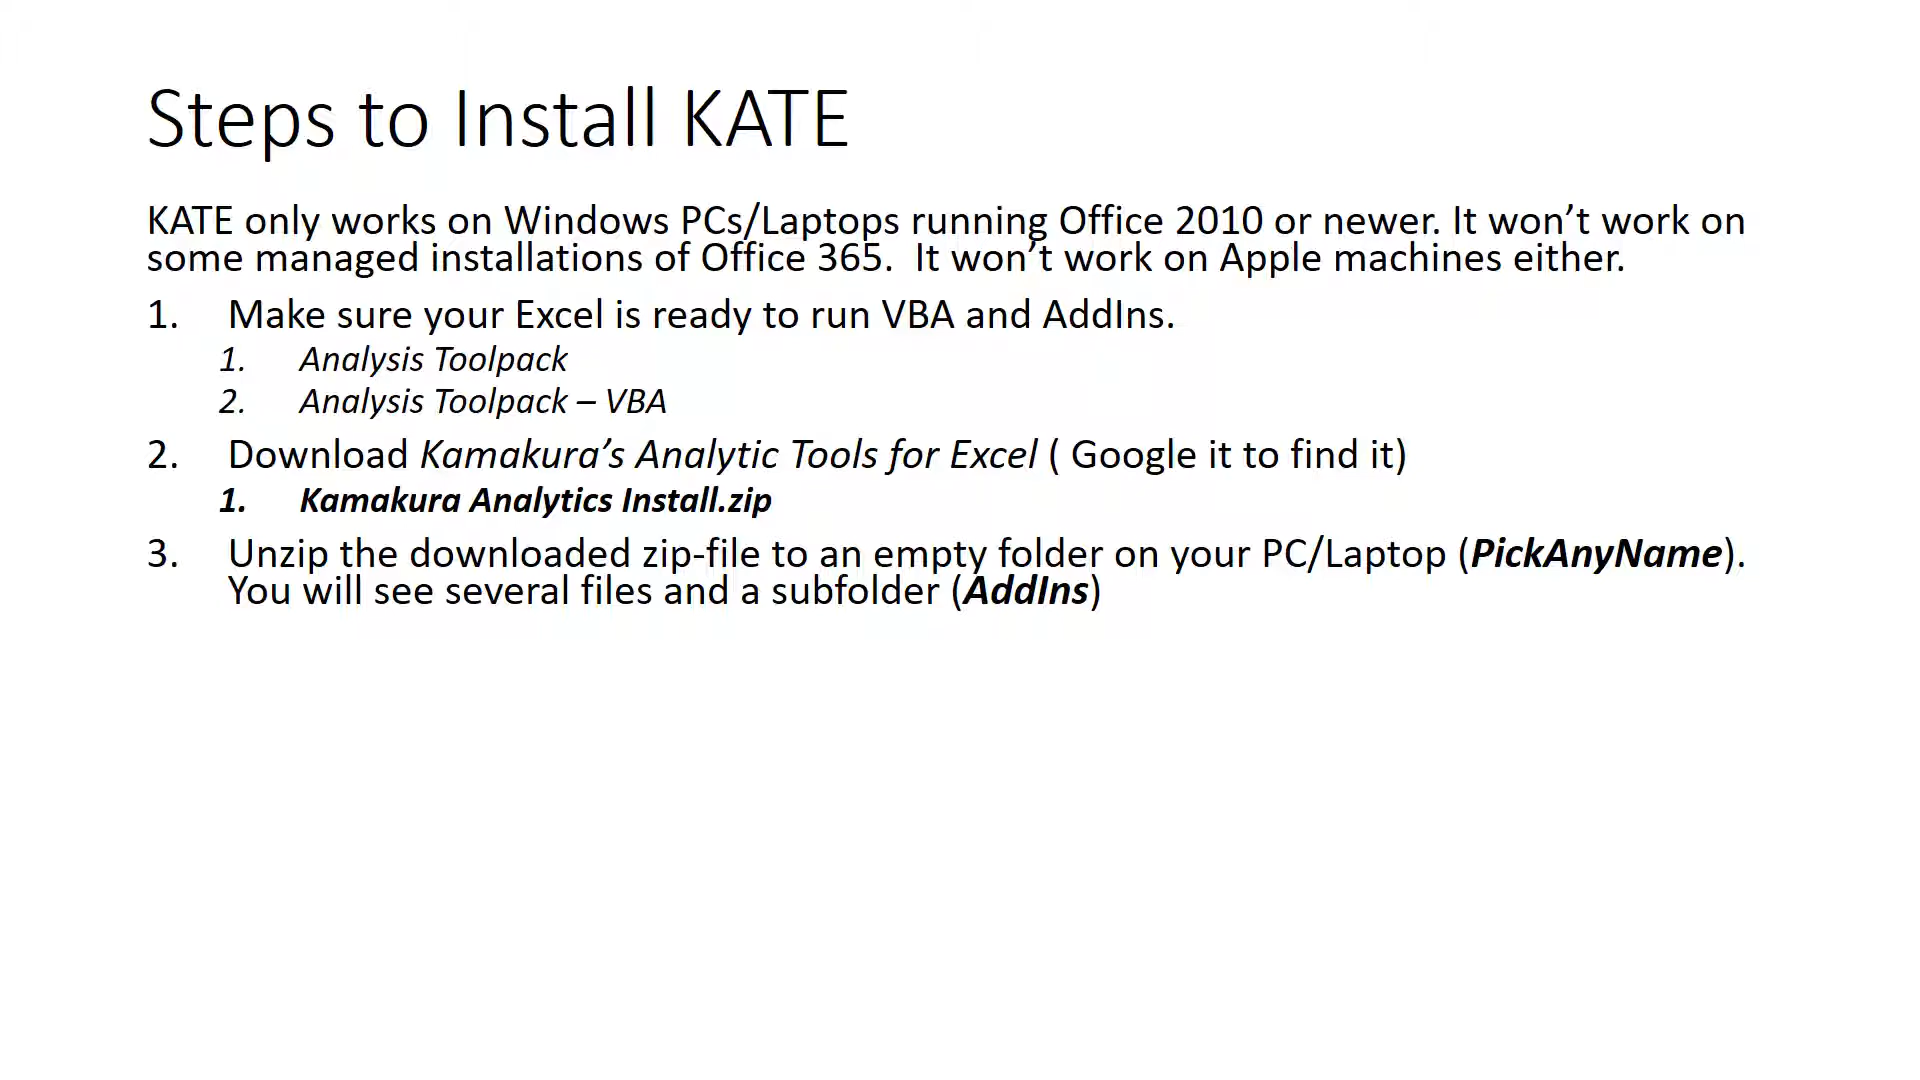 Steps to Install KATE
KATE only works on Windows PCs/Laptops running Office 2010 or newer. It won’t work on
some managed installations of Office 365.  It won’t work on Apple machines either.
1. Make sure your Excel is ready to run VBA and AddIns.
1. Analysis Toolpack
2. Analysis Toolpack – VBA
2. Download Kamakura’s Analytic Tools for Excel ( Google it to find it)
1. Kamakura Analytics Install.zip
3. Unzip the downloaded zip-file to an empty folder on your PC/Laptop (PickAnyName).
You will see several files and a subfolder (AddIns)